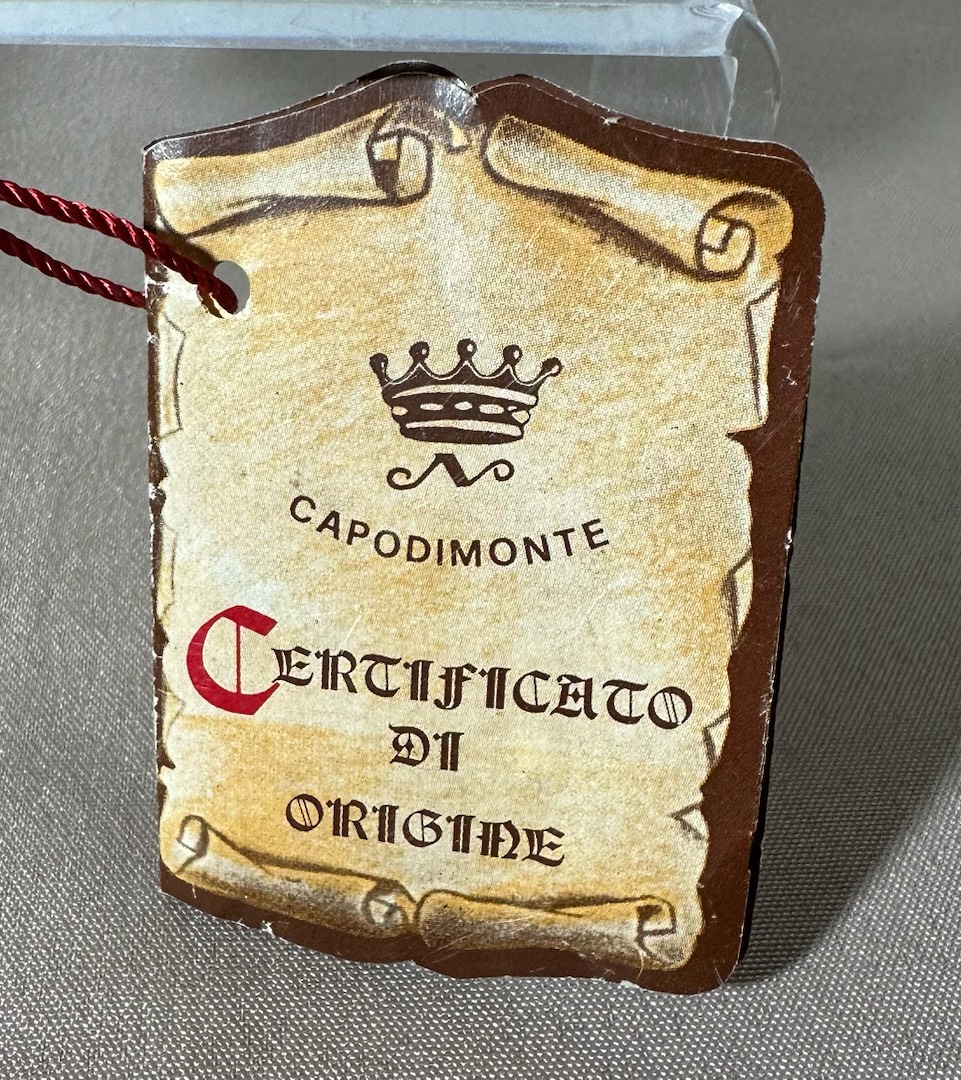 N
CAPODIMONTE
CERTIFICATO
DI
ORIGINE